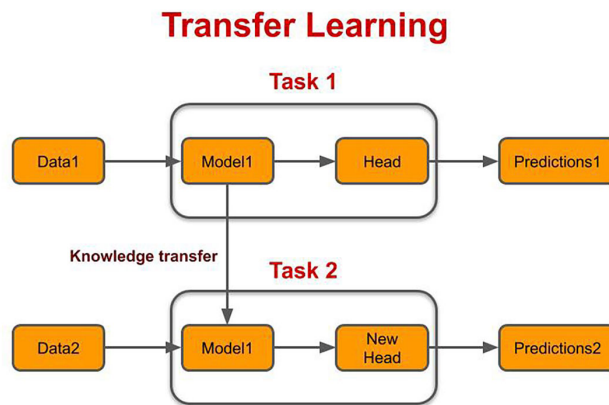 Transfer Learning
Task 1
Data1
Model1
Head
Predictions1
Knowledge transfer
Task 2
Data2
Model1
New
Head
Predictions2